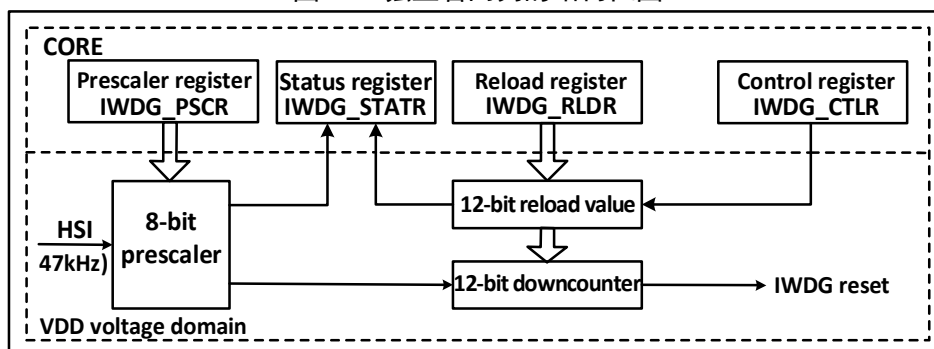 CORE
Prescaler register
IWDG_PSCR
Status register
IWDG_STATR
Reload register
IWDG_RLDR
Control register
IWDG_CTLR
HSI
47kHz)
8-bit
prescaler
12-bit reload value
12-bit downcounter
IWDG reset
VDD voltage domain